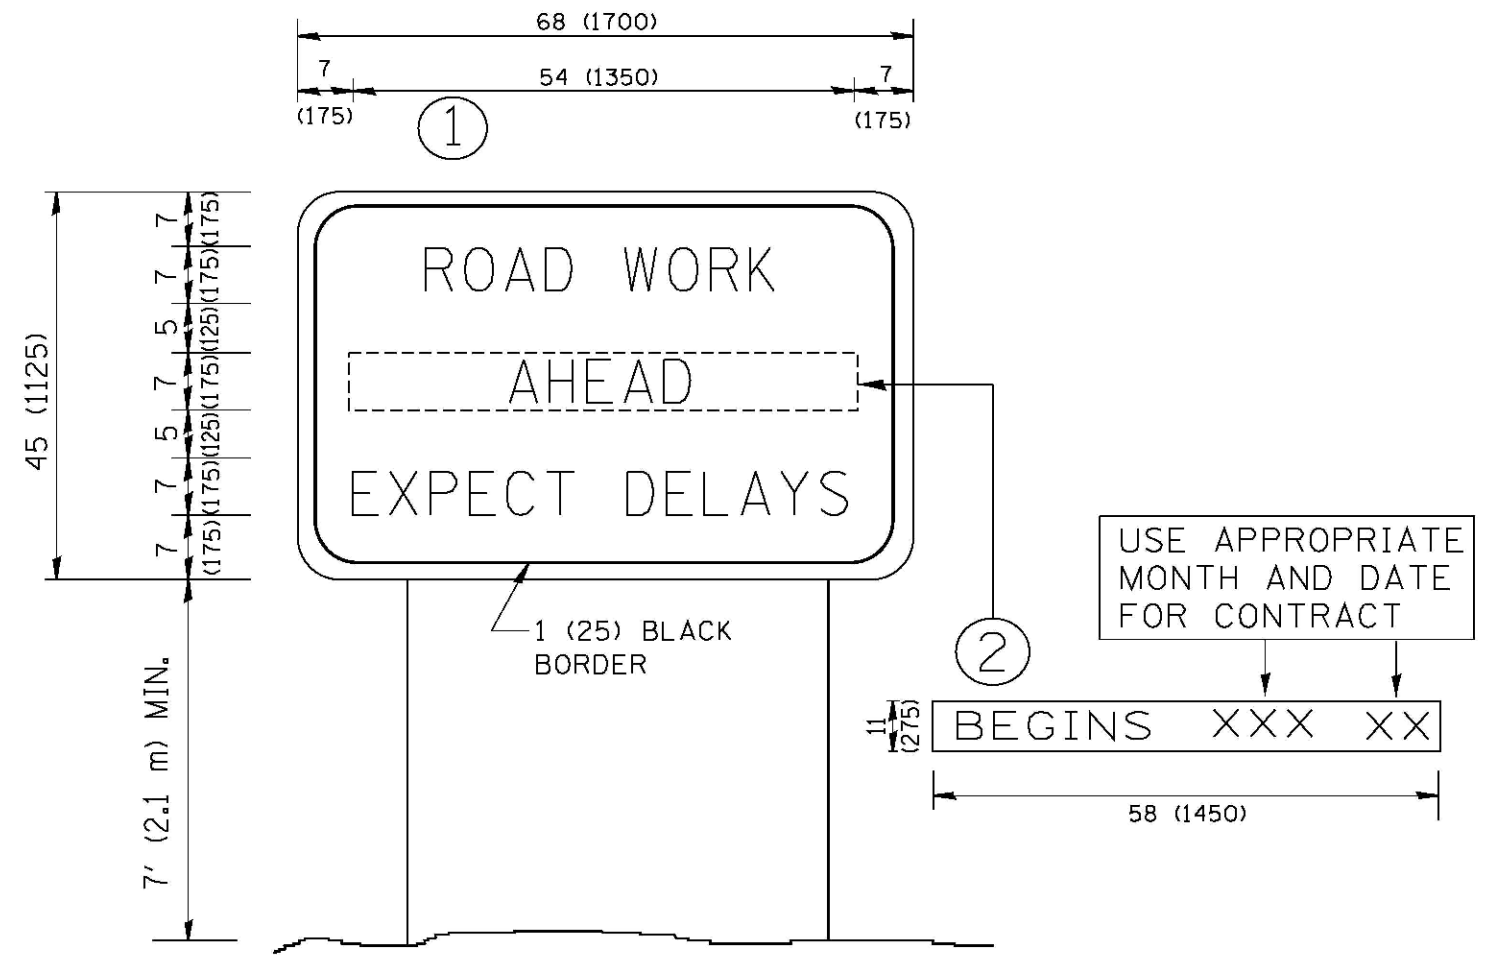 68 (1700)
7
54 (1350)
7
(175)
(175)
1
7
(175)
7
(175)
5
(125)
7
(175)
5
(125)
7
(175)
7
(175)
45 (1125)
ROAD WORK
AHEAD
EXPECT DELAYS
1 (25) BLACK
BORDER
7' (2.1 m) MIN.
2
USE APPROPRIATE
MONTH AND DATE
FOR CONTRACT
11
(275)
BEGINS XXX XX
58 (1450)